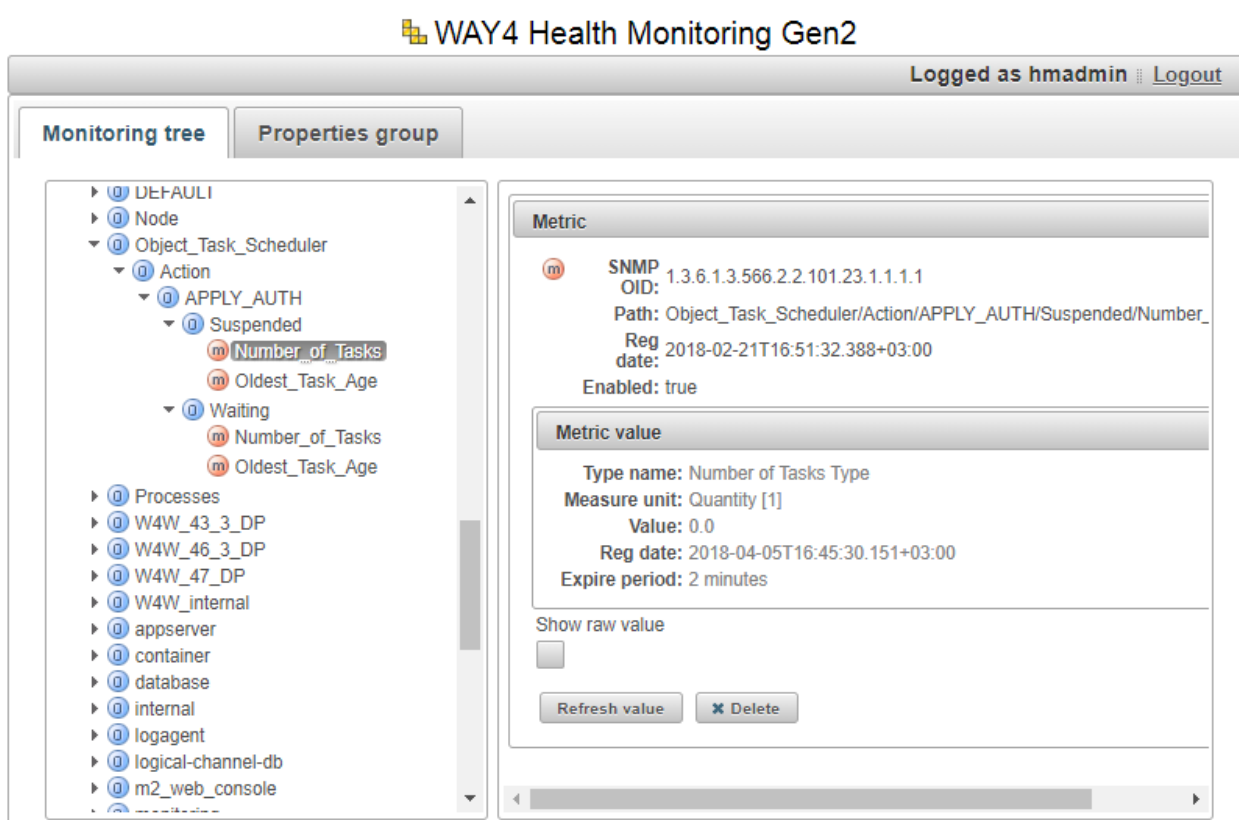 WAY4 Health Monitoring Gen2
Logged as hmadmin Logout
Monitoring tree Properties group
DEFAULT
Node
Object_Task_Scheduler
Action
APPLY_AUTH
Suspended
Number_of_Tasks
Oldest_Task_Age
Waiting
Number_of_Tasks
Oldest_Task_Age
Processes
W4W_43_3_DP
W4W_46_3_DP
W4W_47_DP
W4W_internal
appserver
container
database
internal
logagent
logical-channel-db
m2_web_console
Metric
SNMP
OID: 1.3.6.1.3.566.2.2.101.23.1.1.1.1
Path: Object_Task_Scheduler/Action/APPLY_AUTH/Suspended/Number_
Reg
date: 2018-02-21T16:51:32.388+03:00
Enabled: true
Metric value
Type name: Number of Tasks Type
Measure unit: Quantity [1]
Value: 0.0
Reg date: 2018-04-05T16:45:30.151+03:00
Expire period: 2 minutes
Show raw value
Refresh value Delete